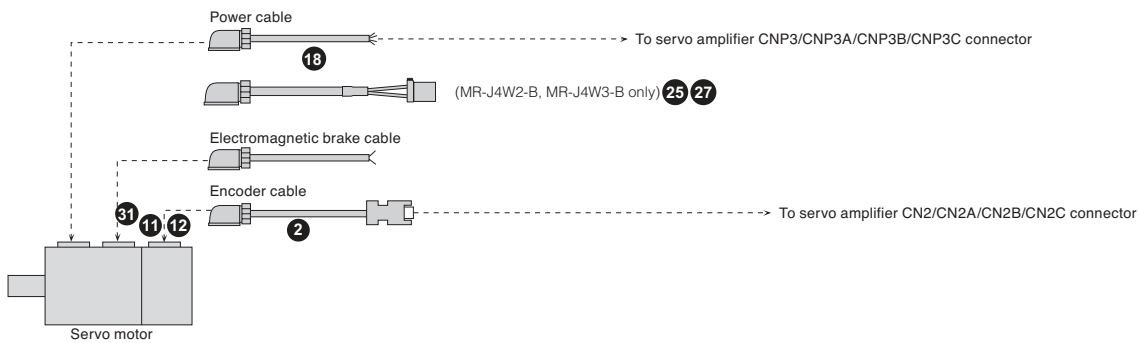 Power cable
To servo amplifier CNP3/CNP3A/CNP3B/CNP3C connector
18
(MR-J4W2-B, MR-J4W3-B only) 25 27
Electromagnetic brake cable
Encoder cable
31 11 12
2
To servo amplifier CN2/CN2A/CN2B/CN2C connector
Servo motor